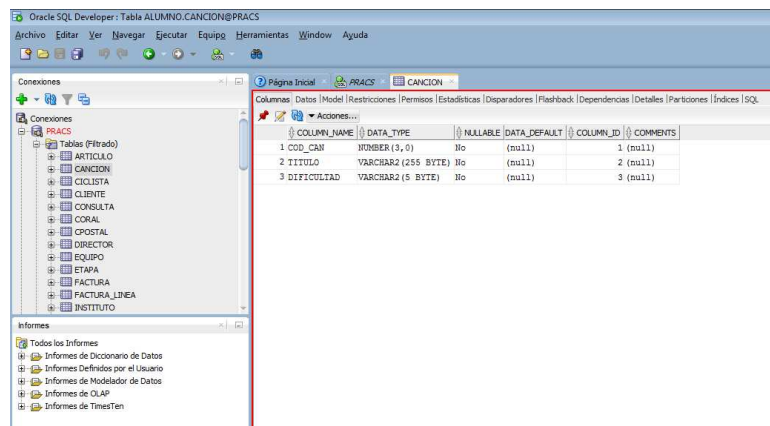 Oracle SQL Developer : Tabla ALUMNO.CANCION@PRACS
Archivo Editar Ver Navegar Ejecutar Equipo Herramientas Window Ayuda
Conexiones
Conexiones
PRACS
Tablas (Filtrado)
ARTICULO
CANCION
CICLISTA
CLIENTE
CONSULTA
CORAL
CPOSTAL
DIRECTOR
EQUIPO
ETAPA
FACTURA
FACTURA_LINEA
INSTITUTO
Informes
Todos los Informes
Informes de Diccionario de Datos
Informes Definidos por el Usuario
Informes de Modelador de Datos
Informes de OLAP
Informes de TimesTen
Página Inicial PRACS CANCION
Columnas Datos |Model |Restricciones |Permisos |Estadísticas |Disparadores |Flashback |Dependencias |Detalles |Particiones |Índices |SQL
Acciones...
COLUMN_NAME DATA_TYPE NULLABLE DATA_DEFAULT COLUMN_ID COMMENTS
1 COD_CAN NUMBER(3,0) No (null) 1 (null)
2 TITULO VARCHAR2(255 BYTE) No (null) 2 (null)
3 DIFICULTAD VARCHAR2(5 BYTE) No (null) 3 (null)